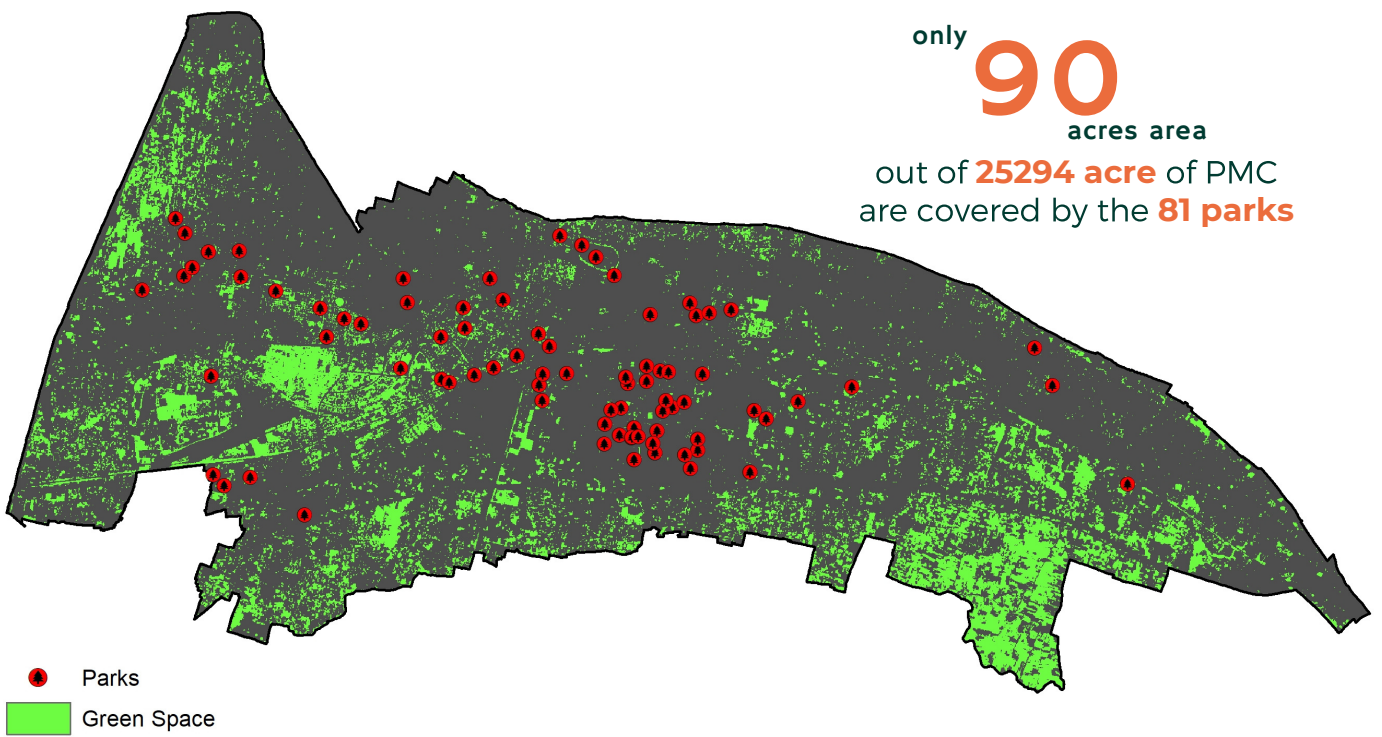 only
90
acres area
out of 25294 acre of PMC
are covered by the 81 parks
Parks
Green Space